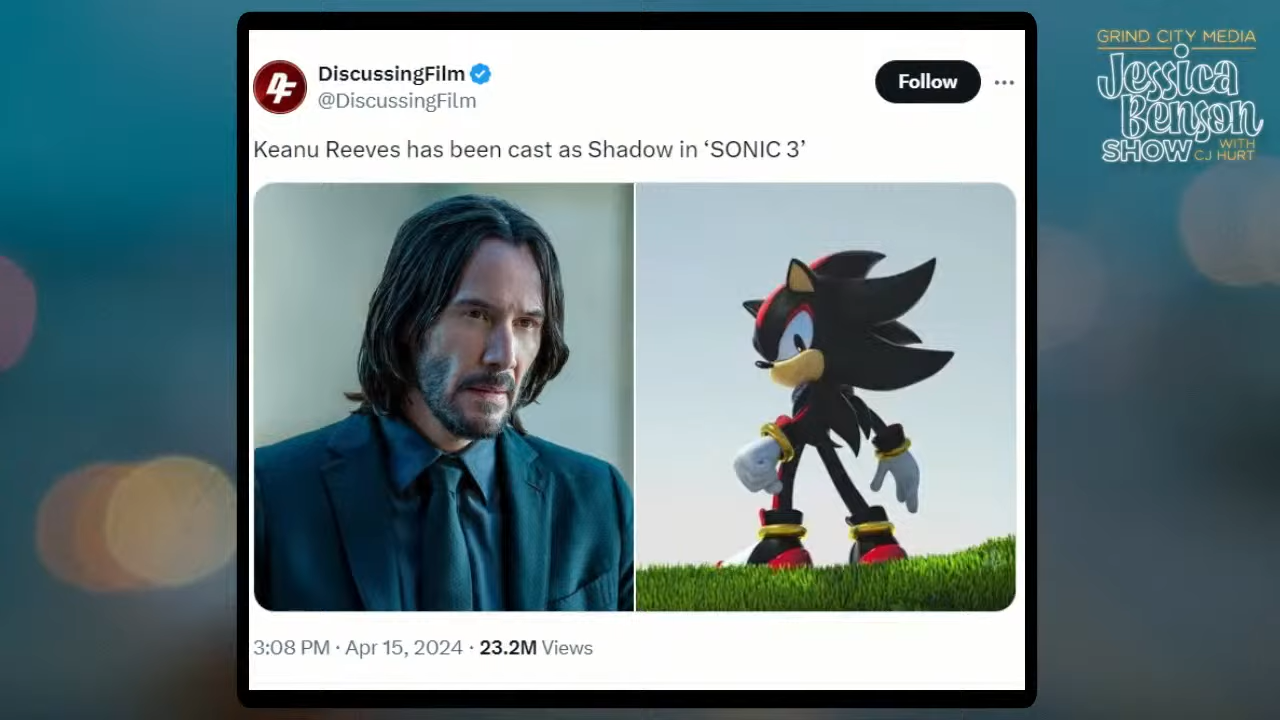 DiscussingFilm
@DiscussingFilm
Follow
Keanu Reeves has been cast as Shadow in ‘SONIC 3’
3:08 PM · Apr 15, 2024 · 23.2M Views
GRIND CITY MEDIA
Jessica
Benson
SHOW WITH
CJ HURT